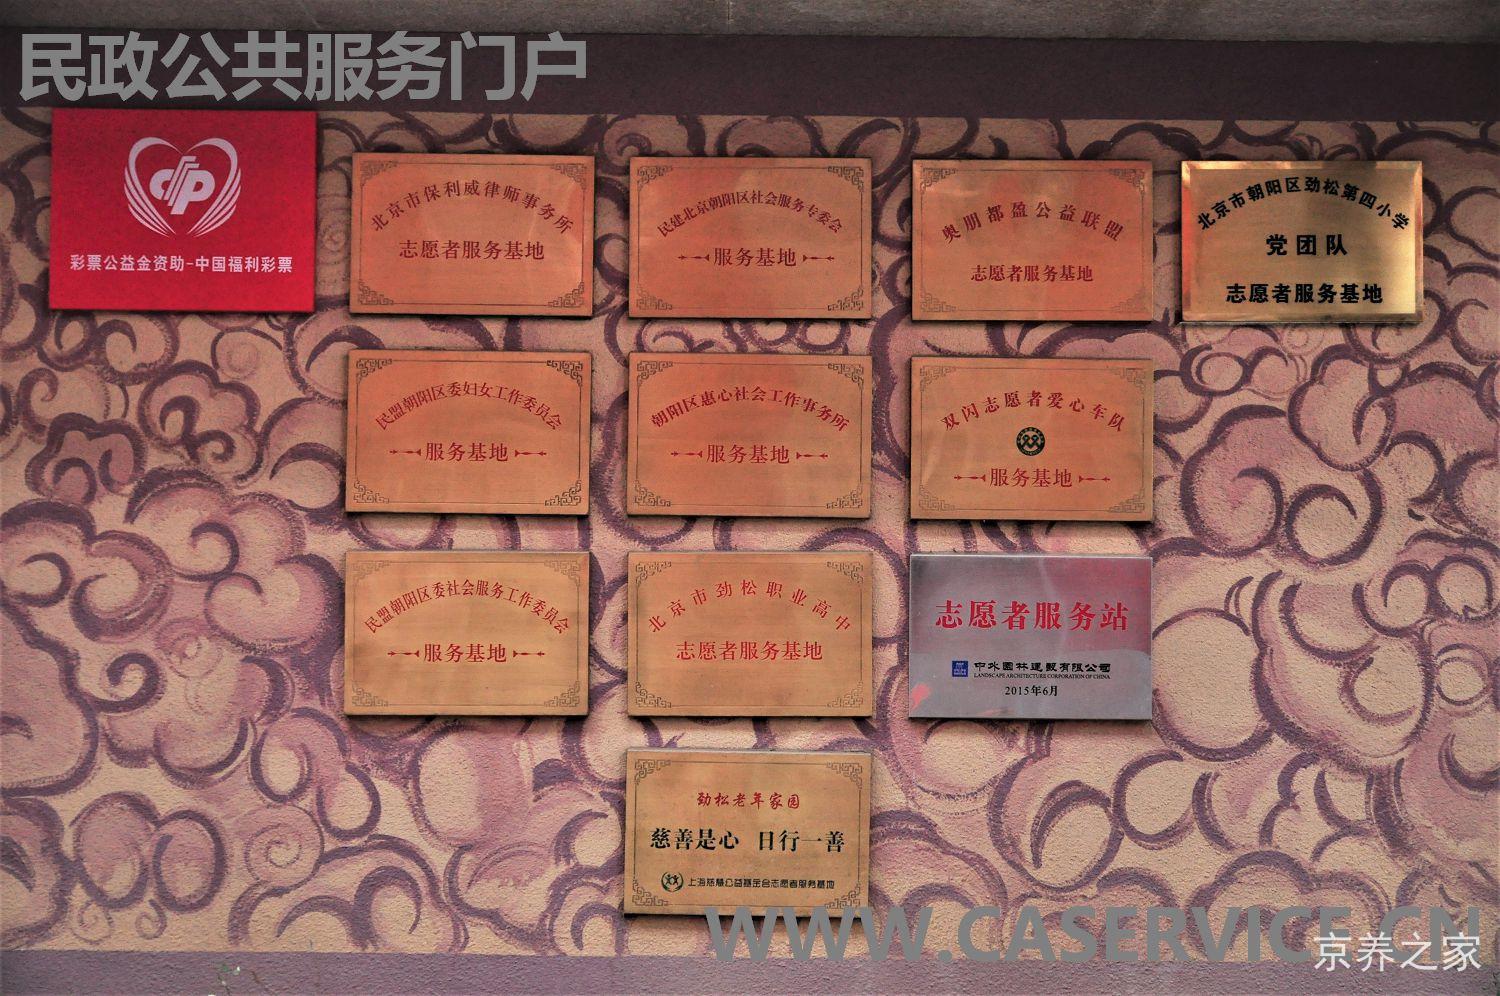 民政公共服务门户
彩票公益金资助-中国福利彩票
北京市保利威律师事务所
志愿者服务基地
民建北京朝阳区社会服务专委会
服务基地
奥朋都盈公益联盟
志愿者服务基地
北京市朝阳区劲松第四小学
党团队
志愿者服务基地
民盟朝阳区委妇女工作委员会
服务基地
朝阳区惠心社会工作事务所
服务基地
双闪志愿者爱心车队
服务基地
民盟朝阳区委社会服务工作委员会
服务基地
北京市劲松职业高中
志愿者服务基地
志愿者服务站
中外园林建设有限公司
LANDSCAPE ARCHITECTURE CORPORATION OF CHINA
2015年6月
劲松老年家园
慈善是心 日行一善
上海慈慧公益基金会志愿者服务基地
WWW.CASERVICE.CN
京养之家